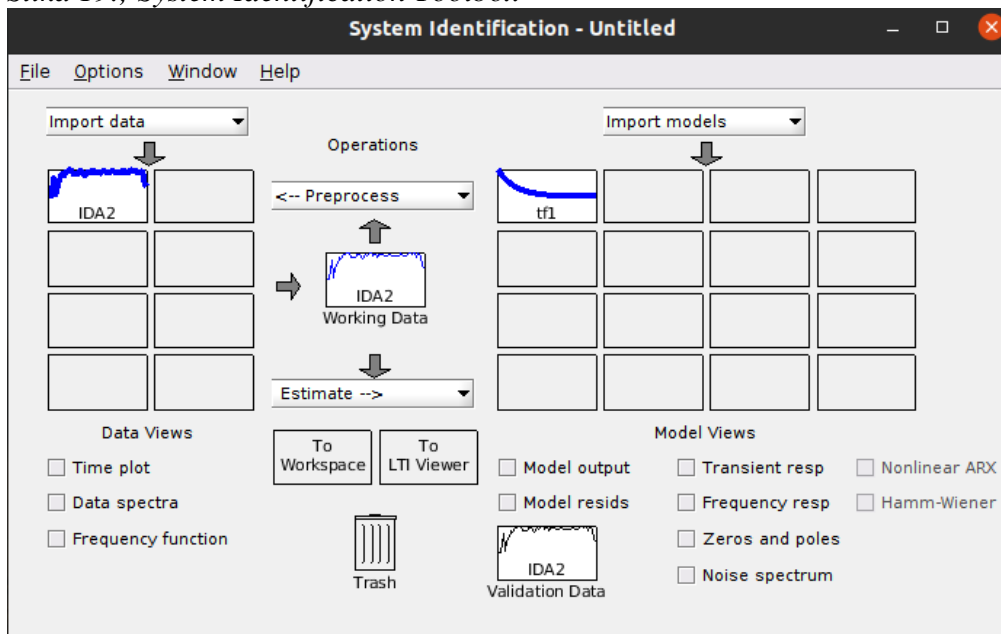 System Identification - Untitled
File Options Window Help
Import data
Import models
Operations
IDA2
<-- Preprocess
tf1
IDA2
Working Data
Estimate -->
Data Views
To Workspace
To LTI Viewer
Model Views
Time plot
Model output
Transient resp
Nonlinear ARX
Data spectra
Model resids
Frequency resp
Hamm-Wiener
Frequency function
Zeros and poles
Trash
IDA2
Validation Data
Noise spectrum